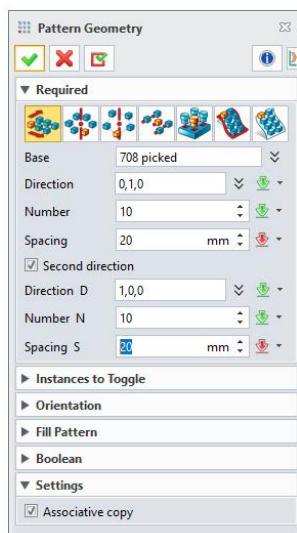 Pattern Geometry
Required
Base 708 picked
Direction 0,1,0
Number 10
Spacing 20 mm
Second direction
Direction D 1,0,0
Number N 10
Spacing S 20 mm
Instances to Toggle
Orientation
Fill Pattern
Boolean
Settings
Associative copy